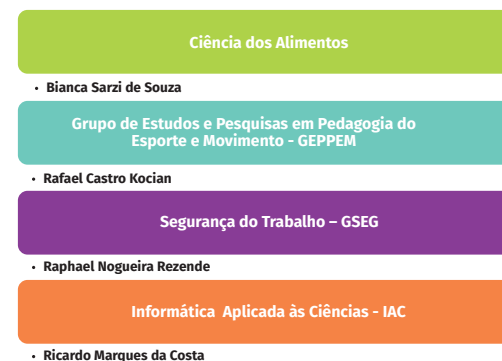 Ciência dos Alimentos
• Bianca Sarzi de Souza
Grupo de Estudos e Pesquisas em Pedagogia do
Esporte e Movimento - GEPPEM
• Rafael Castro Kocian
Segurança do Trabalho – GSEG
• Raphael Nogueira Rezende
Informática Aplicada às Ciências - IAC
• Ricardo Marques da Costa